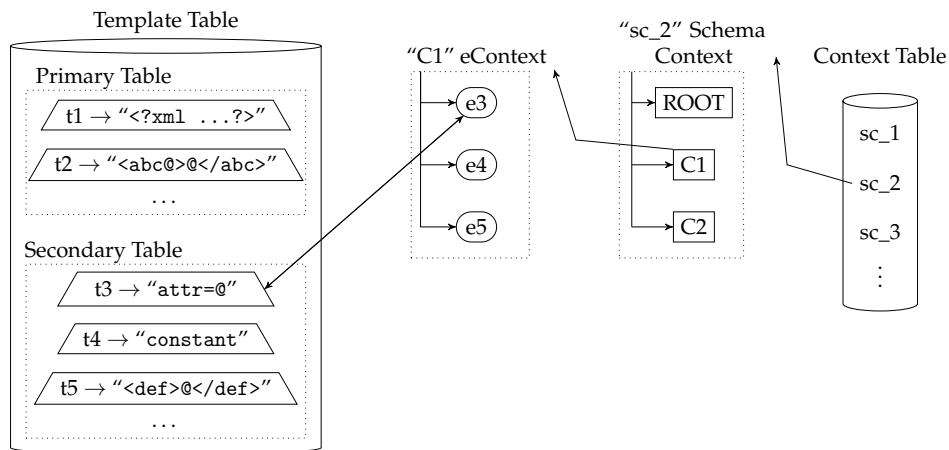 Template Table
Primary Table
t1 → “<?xml ...?>”
t2 → “<abc@>@</abc>”
...
Secondary Table
t3 → “attr=@”
t4 → “constant”
t5 → “<def>@</def>”
...
“C1” eContext
e3
e4
e5
“sc_2” Schema
Context
ROOT
C1
C2
Context Table
sc_1
sc_2
sc_3
⋮